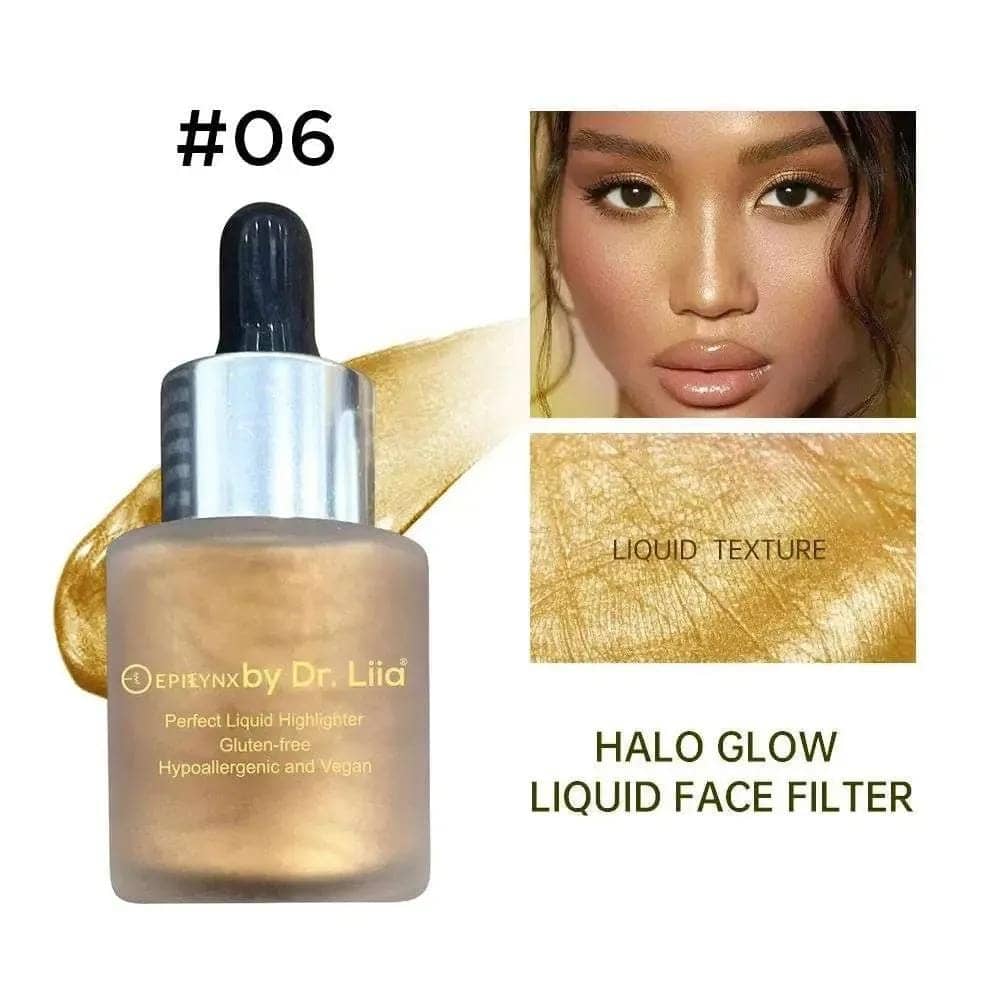 #06
EPILYNX by Dr. Liia®
Perfect Liquid Highlighter
Gluten-free
Hypoallergenic and Vegan
LIQUID TEXTURE
HALO GLOW
LIQUID FACE FILTER